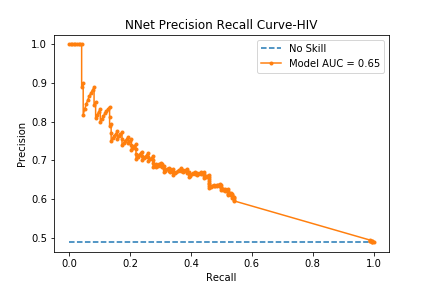 NNet Precision Recall Curve-HIV
No Skill
Model AUC = 0.65
Precision
1.0
0.9
0.8
0.7
0.6
0.5
0.0 0.2 0.4 0.6 0.8 1.0
Recall